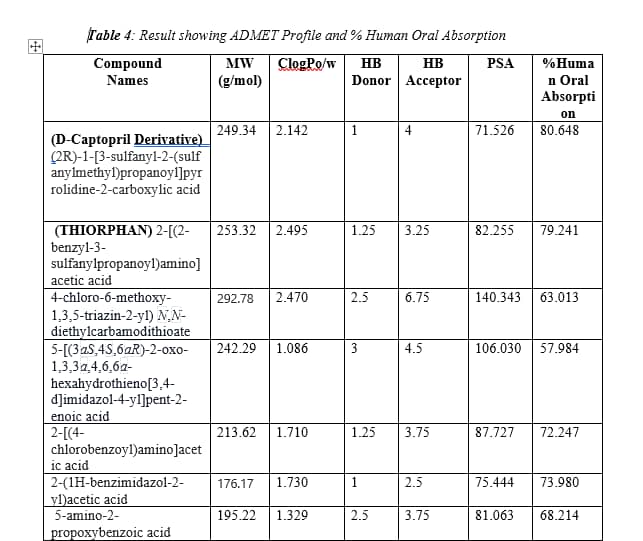 Table 4: Result showing ADMET Profile and % Human Oral Absorption
Compound Names MW (g/mol) ClogPo/w HB Donor HB Acceptor PSA %Huma n Oral Absorpti on
(D-Captopril Derivative) 249.34 2.142 1 4 71.526 80.648
(2R)-1-[3-sulfanyl-2-(sulf
anylmethyl)propanoyl]pyr
rolidine-2-carboxylic acid
(THIORPHAN) 2-[(2- 253.32 2.495 1.25 3.25 82.255 79.241
benzyl-3-
sulfanylpropanoyl)amino]
acetic acid
4-chloro-6-methoxy- 292.78 2.470 2.5 6.75 140.343 63.013
1,3,5-triazin-2-yl) N,N-
diethylcarbamodithioate
5-[(3aS,4S,6aR)-2-oxo- 242.29 1.086 3 4.5 106.030 57.984
1,3,3a,4,6,6a-
hexahydrothieno[3,4-
d]imidazol-4-yl]pent-2-
enoic acid
2-[(4- 213.62 1.710 1.25 3.75 87.727 72.247
chlorobenzoyl)amino]acet
ic acid
2-(1H-benzimidazol-2- 176.17 1.730 1 2.5 75.444 73.980
yl)acetic acid
5-amino-2- 195.22 1.329 2.5 3.75 81.063 68.214
propoxybenzoic acid